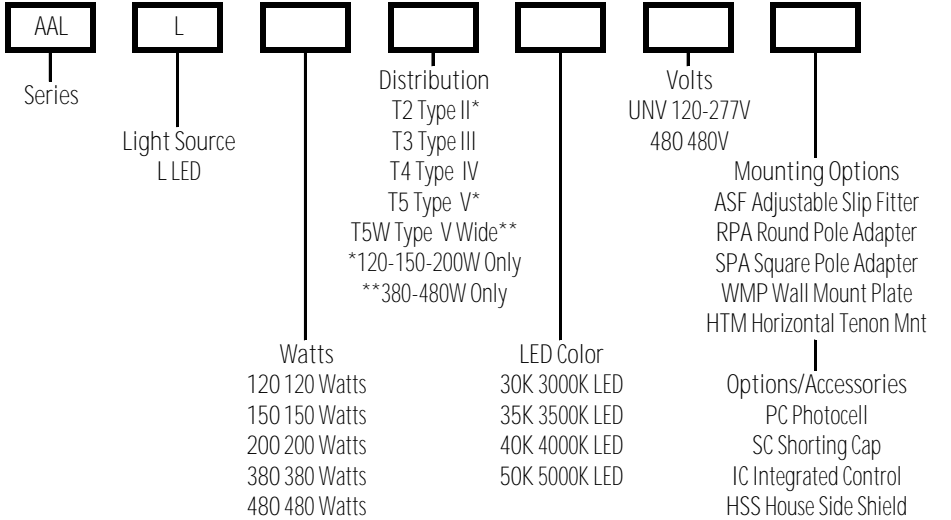 AAL
L
Series
Light Source
L LED
Watts
120 120 Watts
150 150 Watts
200 200 Watts
380 380 Watts
480 480 Watts
Distribution
T2 Type II*
T3 Type III
T4 Type IV
T5 Type V*
T5W Type V Wide**
*120-150-200W Only
**380-480W Only
LED Color
30K 3000K LED
35K 3500K LED
40K 4000K LED
50K 5000K LED
Volts
UNV 120-277V
480 480V
Mounting Options
ASF Adjustable Slip Fitter
RPA Round Pole Adapter
SPA Square Pole Adapter
WMP Wall Mount Plate
HTM Horizontal Tenon Mnt
Options/Accessories
PC Photocell
SC Shorting Cap
IC Integrated Control
HSS House Side Shield